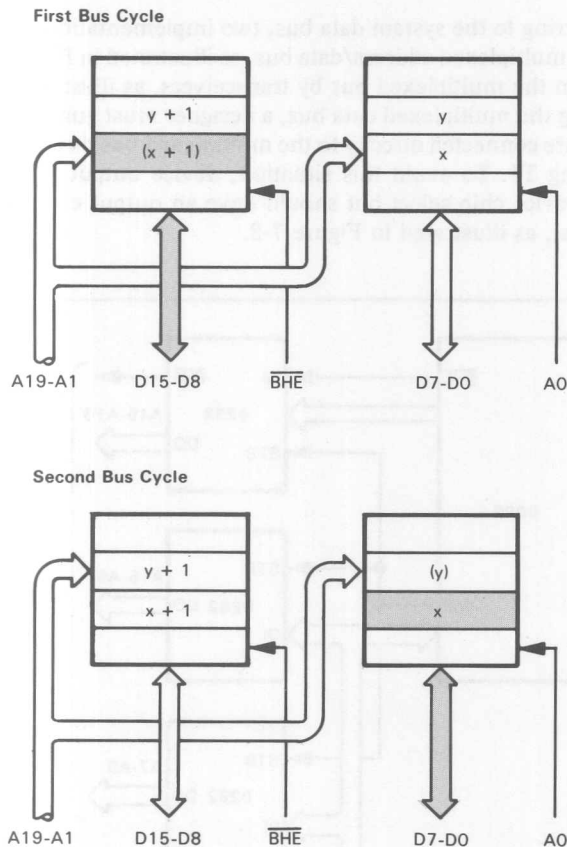 First Bus Cycle
y + 1
(x + 1)
y
x
A19-A1
D15-D8
BHE
D7-D0
A0
Second Bus Cycle
y + 1
x + 1
(y)
x
A19-A1
D15-D8
BHE
D7-D0
A0